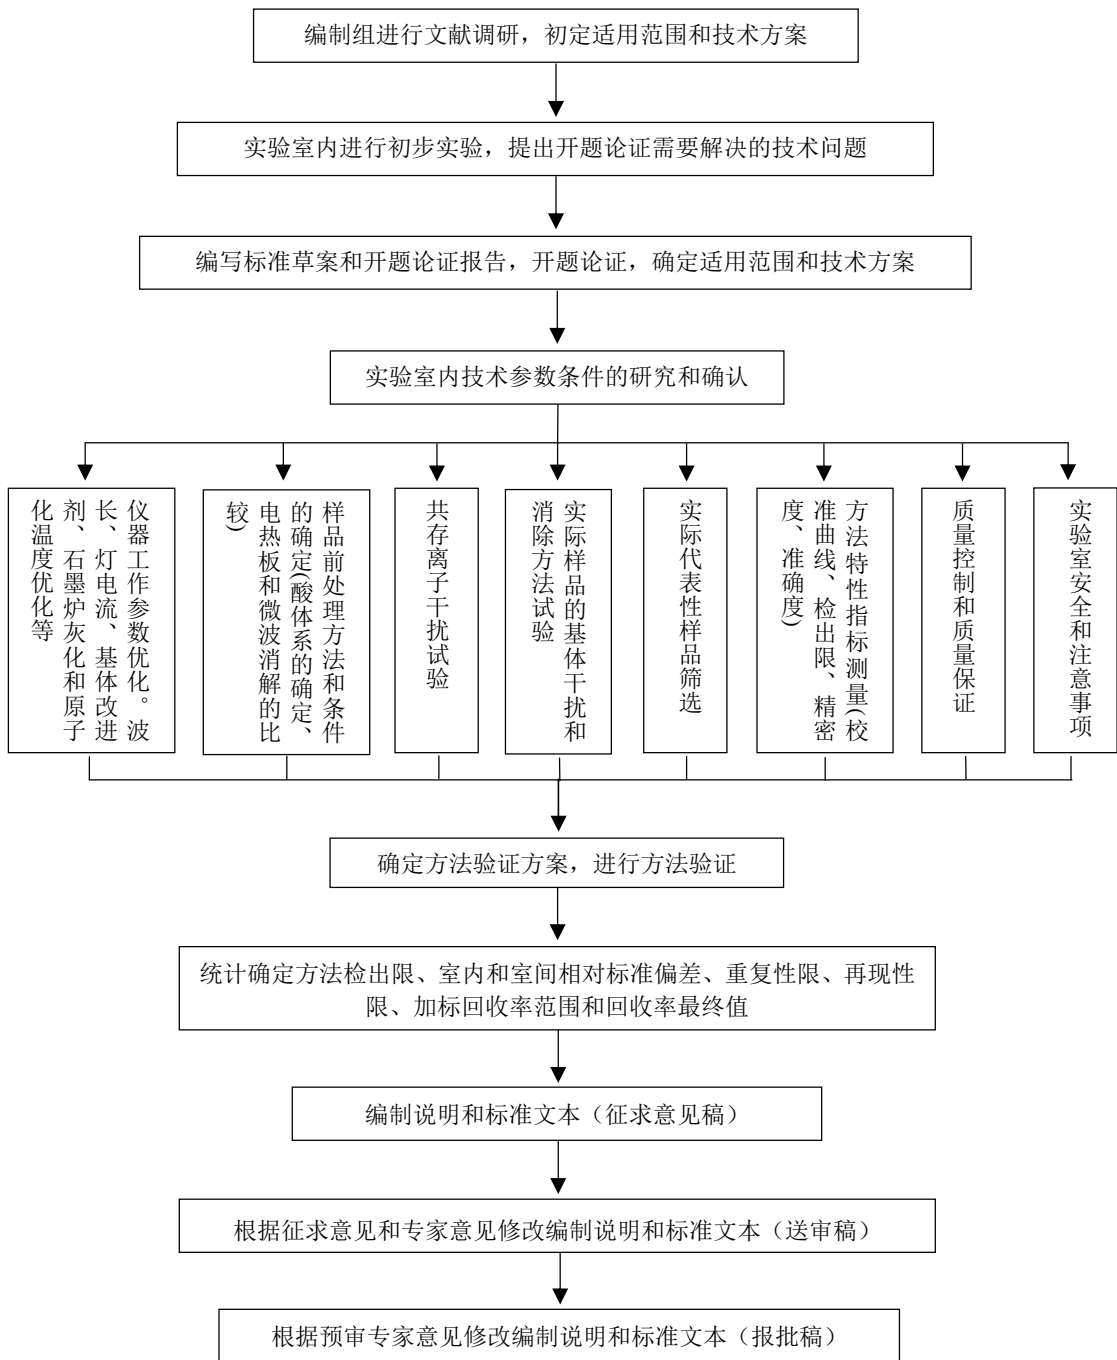 编制组进行文献调研，初定适用范围和技术方案
实验室内进行初步实验，提出开题论证需要解决的技术问题
编写标准草案和开题论证报告，开题论证，确定适用范围和技术方案
实验室内技术参数条件的研究和确认
仪器工作参数优化。波
长、灯电流、基体改进
剂、石墨炉灰化和原子
化温度优化等
样品前处理方法和条件
的确定(酸体系的确定、
电热板和微波消解的比
较)
共存离子干扰试验
实际样品的基体干扰和
消除方法试验
实际代表性样品筛选
方法特性指标测量(校
准曲线、检出限、精密
度、准确度)
质量控制和质量保证
实验室安全和注意事项
确定方法验证方案，进行方法验证
统计确定方法检出限、室内和室间相对标准偏差、重复性限、再现性
限、加标回收率范围和回收率最终值
编制说明和标准文本（征求意见稿）
根据征求意见和专家意见修改编制说明和标准文本（送审稿）
根据预审专家意见修改编制说明和标准文本（报批稿）